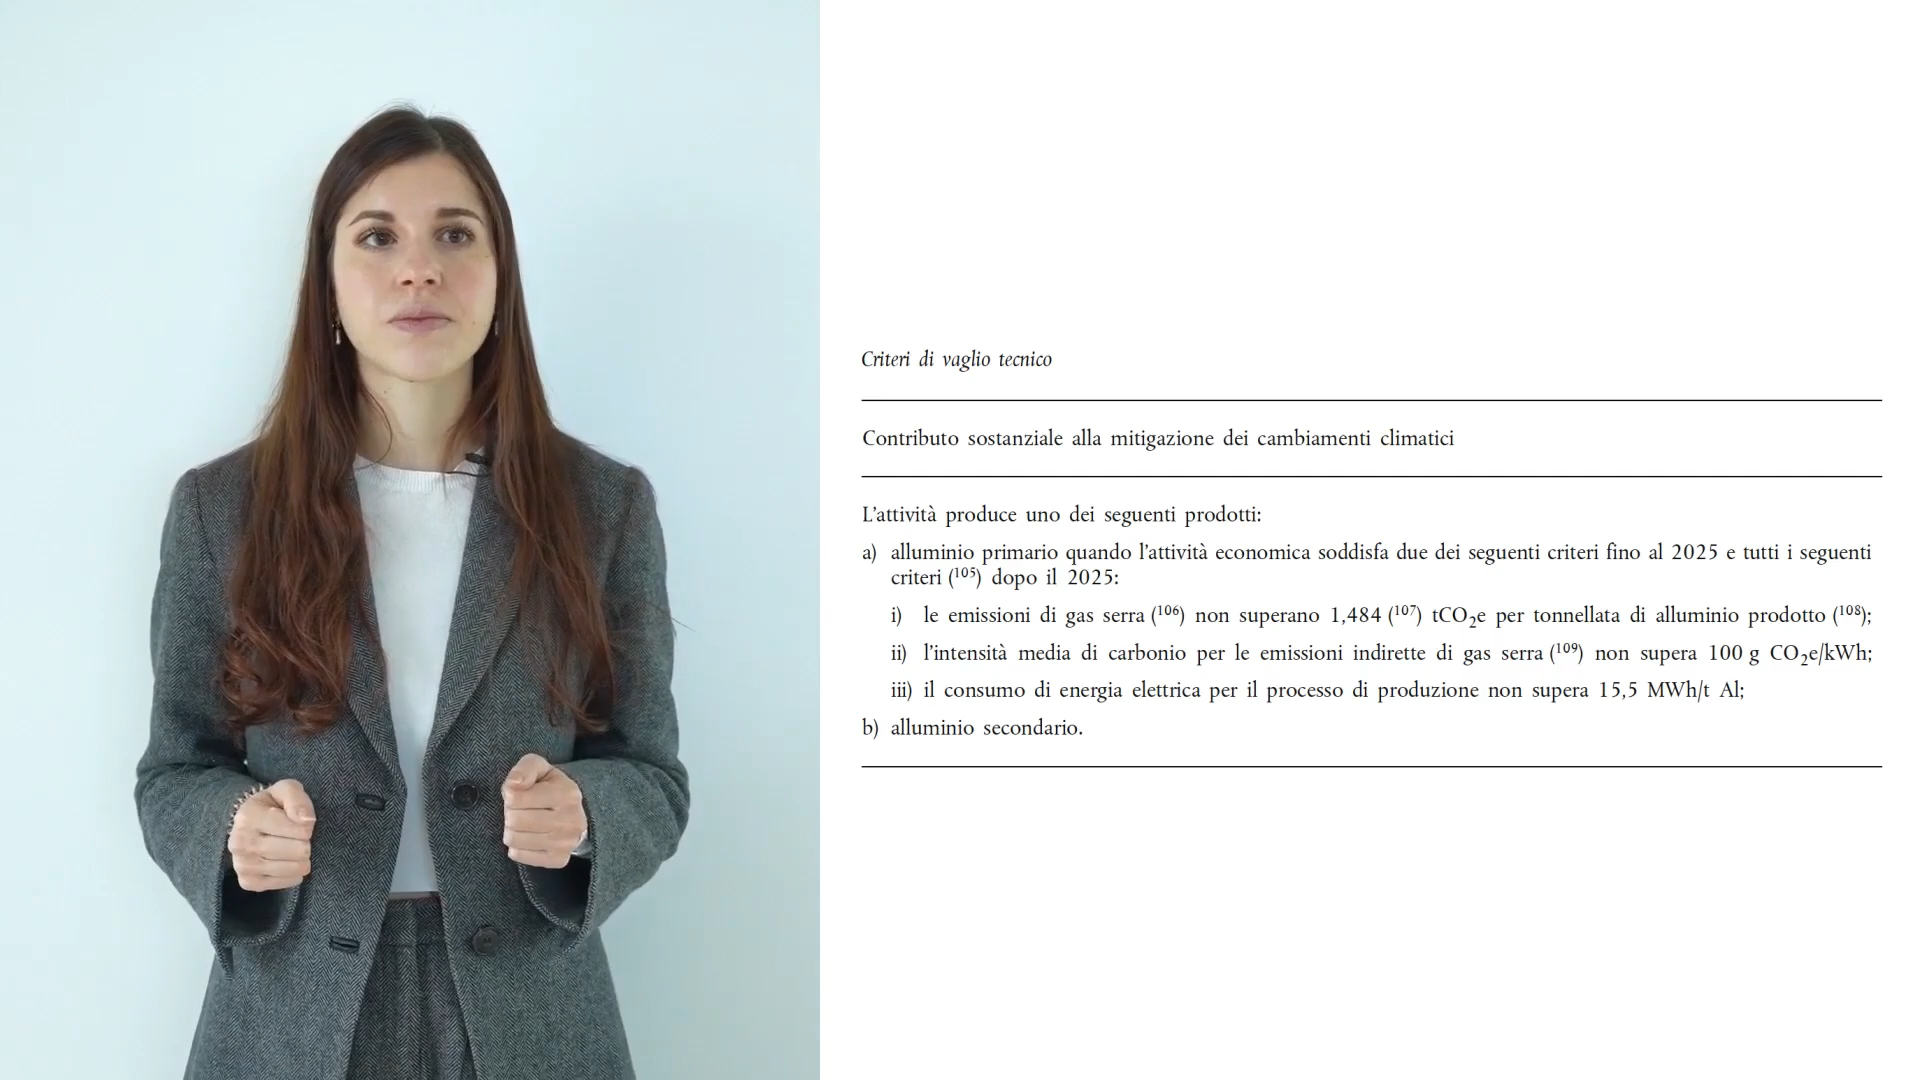 Criteri di vaglio tecnico
Contributo sostanziale alla mitigazione dei cambiamenti climatici
L'attività produce uno dei seguenti prodotti:
a) alluminio primario quando l'attività economica soddisfa due dei seguenti criteri fino al 2025 e tutti i seguenti
criteri (105) dopo il 2025:
i) le emissioni di gas serra (106) non superano 1,484 (107) tCO2e per tonnellata di alluminio prodotto (108);
ii) l'intensità media di carbonio per le emissioni indirette di gas serra (109) non supera 100 g CO2e/kWh;
iii) il consumo di energia elettrica per il processo di produzione non supera 15,5 MWh/t Al;
b) alluminio secondario.